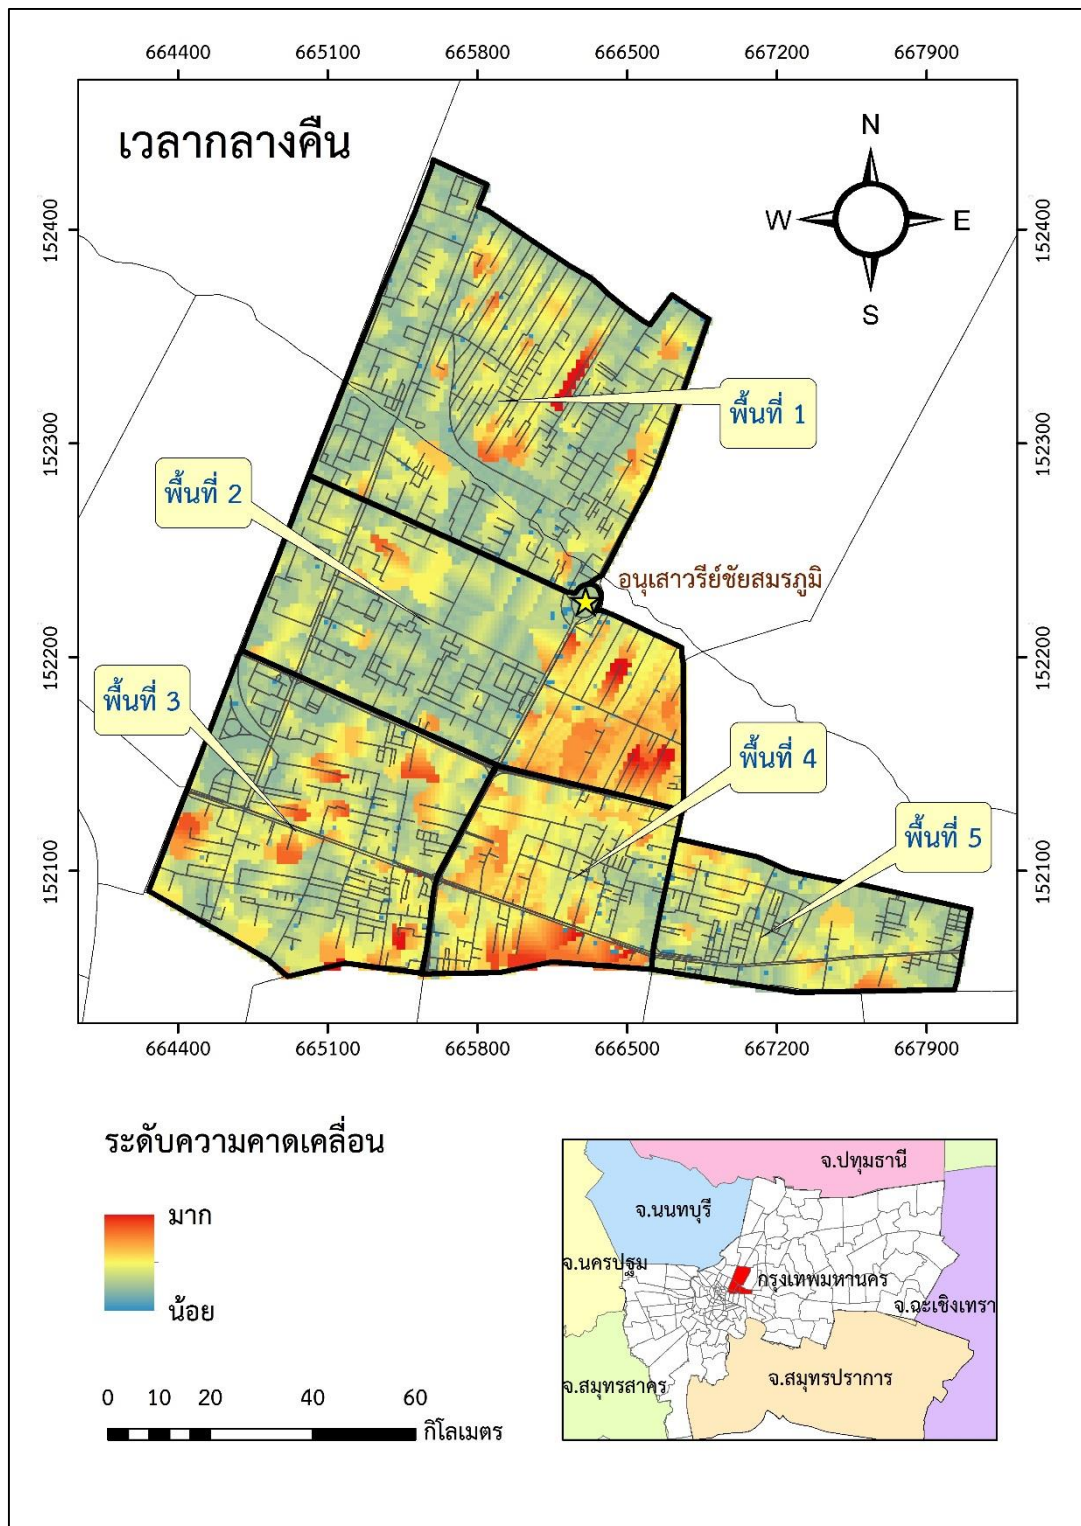 664400 665100 665800 666500 667200 667900
เวลากลางคืน
N
W E
S
152400 152400
152300 152300
152200 152200
152100 152100
พื้นที่ 1
พื้นที่ 2
อนุเสาวรีย์ชัยสมรภูมิ
พื้นที่ 3
พื้นที่ 4
พื้นที่ 5
664400 665100 665800 666500 667200 667900
ระดับความคาดเคลื่อน
มาก
น้อย
0 10 20 40 60
กิโลเมตร
จ.ปทุมธานี
จ.นนทบุรี
จ.นครปฐม
กรุงเทพมหานคร
จ.ฉะเชิงเทรา
จ.สมุทรสาคร
จ.สมุทรปราการ